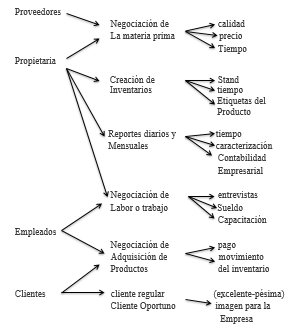 Proveedores
Negociación de
La materia prima
calidad
precio
Tiempo
Propietaria
Creación de
Inventarios
Stand
tiempo
Etiquetas del
Producto
Reportes diarios y
Mensuales
tiempo
caracterización
Contabilidad
Empresarial
Negociación de
Labor o trabajo
entrevistas
Sueldo
Capacitación
Empleados
Negociación de
Adquisición de
Productos
pago
movimiento
del inventario
Clientes
cliente regular
Cliente Oportuno
(excelente-pésima)
imagen para la
Empresa